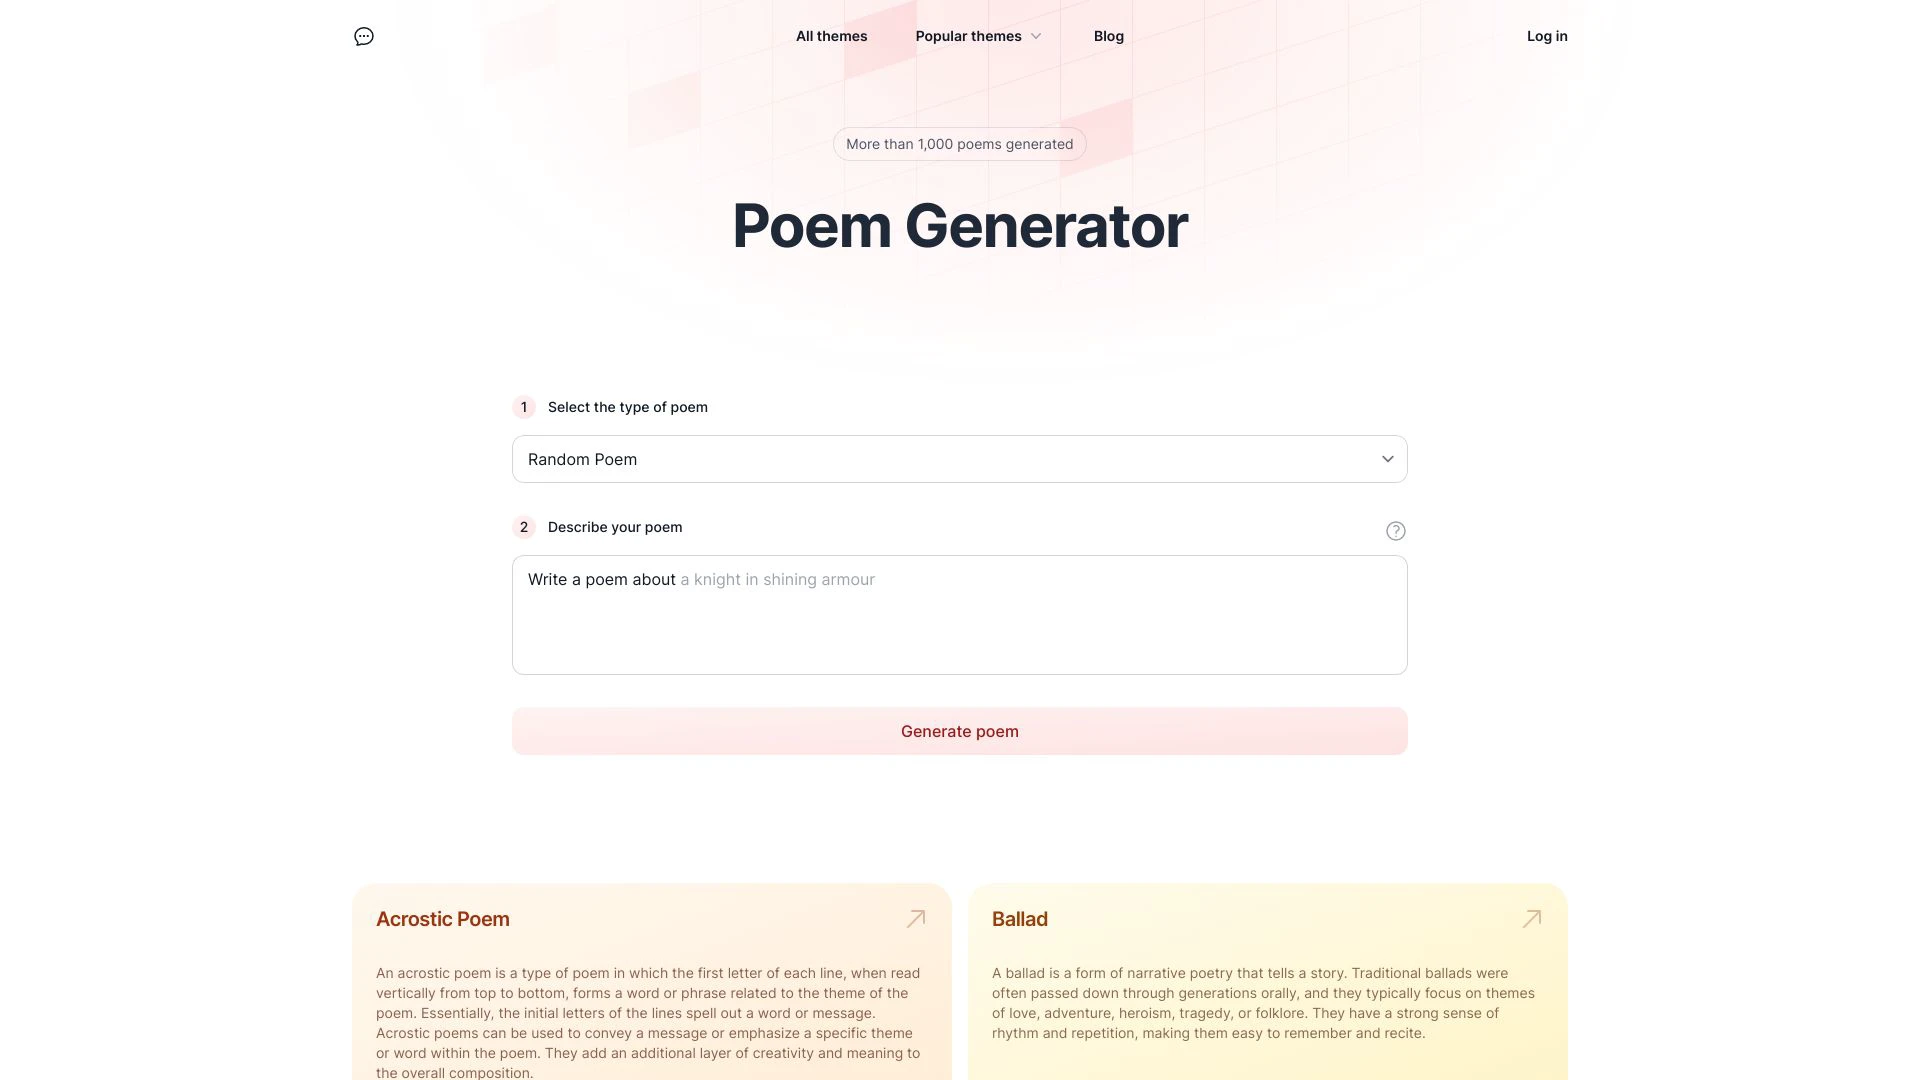 All themes
Popular themes
Blog
Log in
More than 1,000 poems generated
Poem Generator
1 Select the type of poem
Random Poem
2 Describe your poem
?
Write a poem about a knight in shining armour
Generate poem
Acrostic Poem
An acrostic poem is a type of poem in which the first letter of each line, when read
vertically from top to bottom, forms a word or phrase related to the theme of the
poem. Essentially, the initial letters of the lines spell out a word or message.
Acrostic poems can be used to convey a message or emphasize a specific theme
or word within the poem. They add an additional layer of creativity and meaning to
the overall composition.
Ballad
A ballad is a form of narrative poetry that tells a story. Traditional ballads were
often passed down through generations orally, and they typically focus on themes
of love, adventure, heroism, tragedy, or folklore. They have a strong sense of
rhythm and repetition, making them easy to remember and recite.